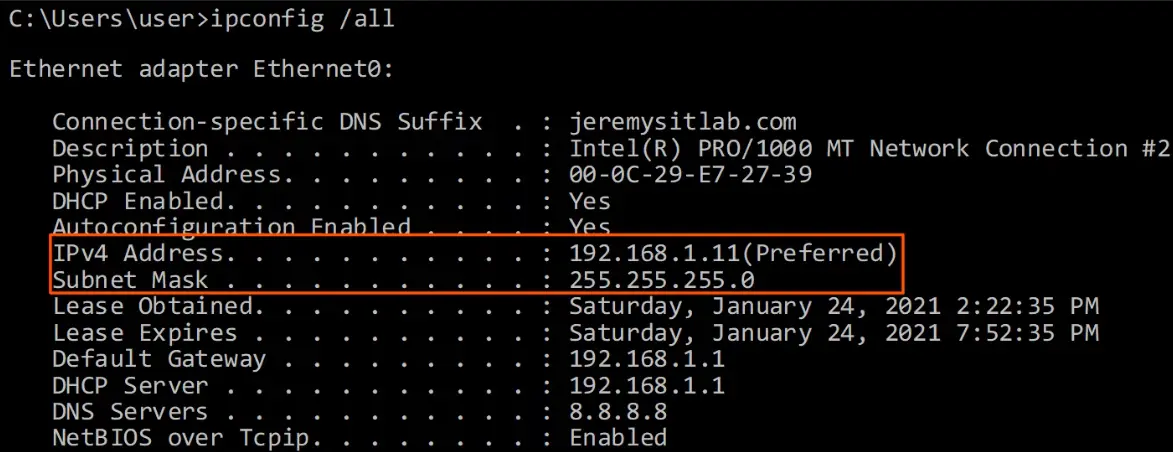 C:\Users\user>ipconfig /all
Ethernet adapter Ethernet0:
Connection-specific DNS Suffix  . : jeremysitlab.com
Description . . . . . . . . . . . : Intel(R) PRO/1000 MT Network Connection #2
Physical Address. . . . . . . . . : 00-0C-29-E7-27-39
DHCP Enabled. . . . . . . . . . . : Yes
Autoconfiguration Enabled . . . . : Yes
IPv4 Address. . . . . . . . . . . : 192.168.1.11(Preferred)
Subnet Mask . . . . . . . . . . . : 255.255.255.0
Lease Obtained. . . . . . . . . . : Saturday, January 24, 2021 2:22:35 PM
Lease Expires . . . . . . . . . . : Saturday, January 24, 2021 7:52:35 PM
Default Gateway . . . . . . . . . : 192.168.1.1
DHCP Server . . . . . . . . . . . : 192.168.1.1
DNS Servers . . . . . . . . . . . : 8.8.8.8
NetBIOS over Tcpip. . . . . . . . : Enabled